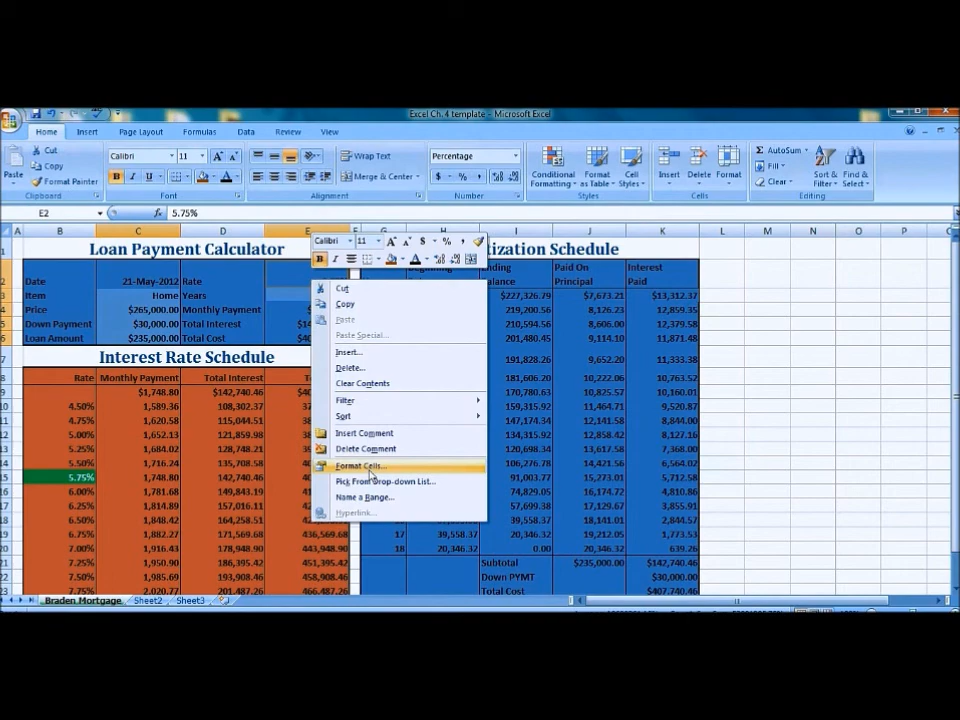 Excel Ch. 4 template - Microsoft Excel
Home Insert Page Layout Formulas Data Review View
Cut
Copy
Format Painter
Paste
Clipboard
Calibri 11
B I U
Font
Wrap Text
Merge & Center
Alignment
Percentage
$ % ,
Number
Conditional Formatting
Format as Table
Cell Styles
Styles
Insert Delete Format
Cells
AutoSum
Fill
Clear
Sort & Filter
Find & Select
Editing
E2 fx 5.75%
A B C D E G H I J K L M N O P
Loan Payment Calculator
Date 21-May-2012 Rate
Item Home Years
Price $265,000.00 Monthly Payment
Down Payment $30,000.00 Total Interest
Loan Amount $235,000.00 Total Cost
Interest Rate Schedule
Rate Monthly Payment Total Interest
$1,748.80 $142,740.46
4.50% 1,589.36 108,302.37
4.75% 1,620.58 115,044.51
5.00% 1,652.13 121,859.98
5.25% 1,684.02 128,748.21
5.50% 1,716.24 135,708.58
5.75% 1,748.80 142,740.46
6.00% 1,781.68 149,843.19
6.25% 1,814.89 157,016.11
6.50% 1,848.42 164,258.51
6.75% 1,882.27 171,569.68 436,569.68
7.00% 1,916.43 178,948.90 443,948.90
7.25% 1,950.90 186,395.42 451,395.42
7.50% 1,985.69 193,908.46 458,908.46
7.75% 2,020.77 201,487.26 466,487.26
Calibri 11
Cut
Copy
Paste
Paste Special...
Insert...
Delete...
Clear Contents
Filter
Sort
Insert Comment
Delete Comment
Format Cells...
Pick From Drop-down List...
Name a Range...
Hyperlink...
tization Schedule
Ending Balance Paid On Principal Interest Paid
$227,326.79 $7,673.21 $13,312.37
219,200.56 8,126.23 12,859.35
210,594.56 8,606.00 12,379.58
201,480.45 9,114.10 11,871.48
191,828.26 9,652.20 11,333.38
181,606.20 10,222.06 10,763.52
170,780.63 10,825.57 10,160.01
159,315.92 11,464.71 9,520.87
147,174.34 12,141.58 8,844.00
134,315.92 12,858.42 8,127.16
120,698.34 13,617.58 7,368.00
106,276.78 14,421.56 6,564.02
91,003.77 15,273.01 5,712.58
74,829.05 16,174.72 4,810.86
57,699.38 17,129.67 3,855.91
39,558.37 18,141.01 2,844.57
17 39,558.37 20,346.32 19,212.05 1,773.53
18 20,346.32 0.00 20,346.32 639.26
Subtotal $235,000.00 $142,740.46
Down PYMT $30,000.00
Total Cost $407,740.46
Braden Mortgage Sheet2 Sheet3